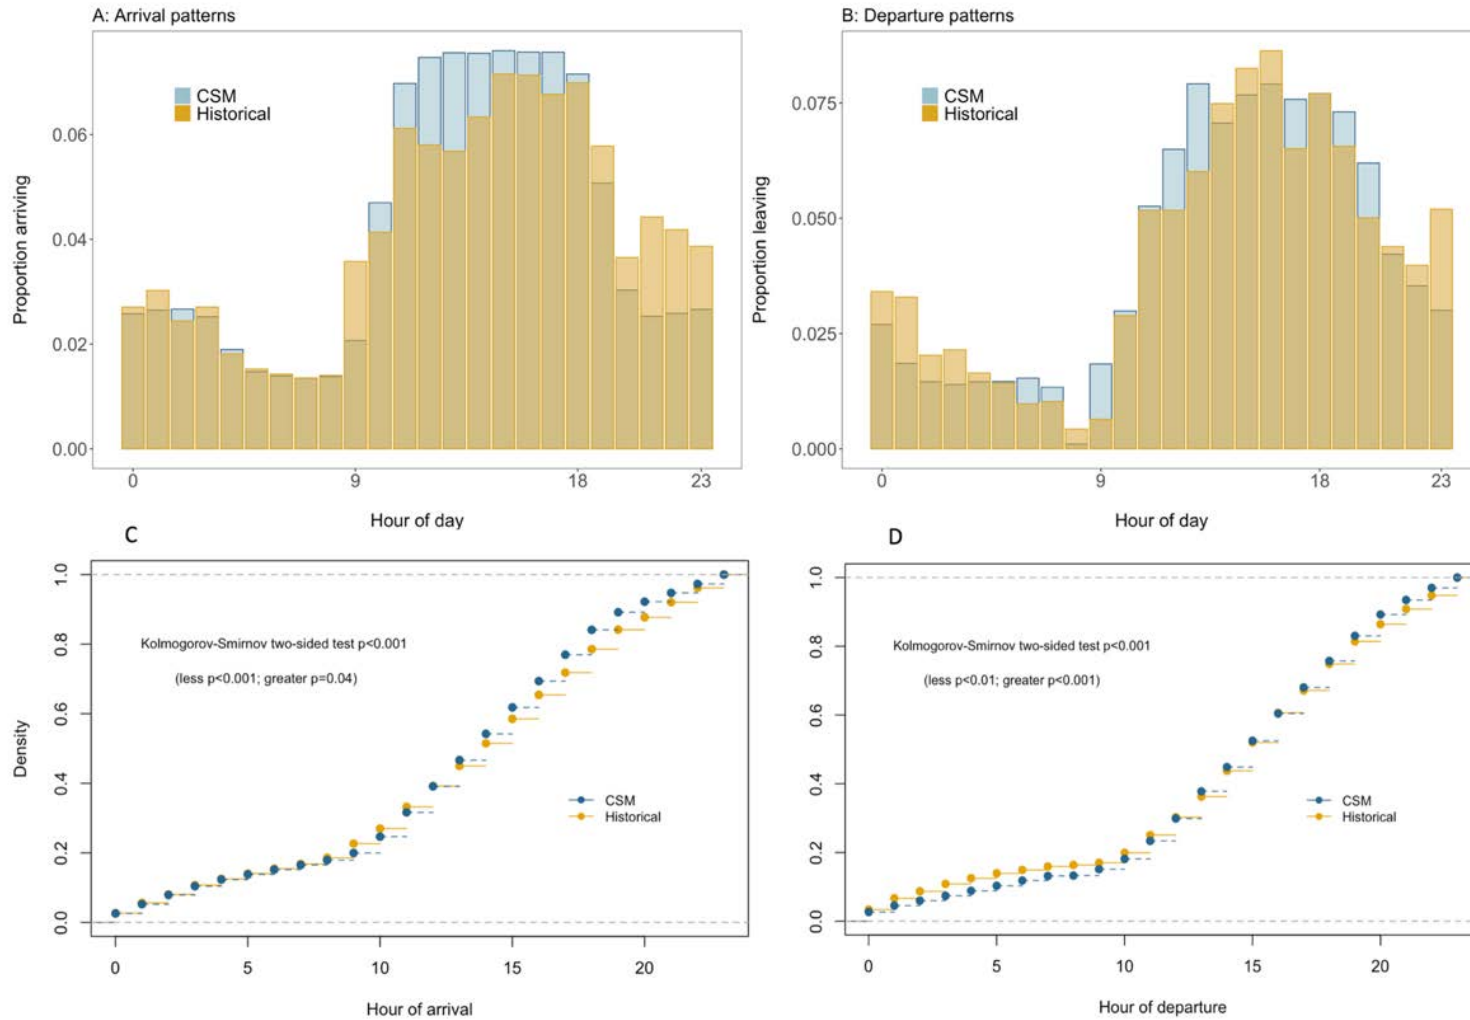 A: Arrival patterns
CSM
Historical
0.06
0.04
0.02
0.00
Proportion arriving
0 9 18 23
Hour of day
B: Departure patterns
CSM
Historical
0.075
0.050
0.025
0.000
Proportion leaving
0 9 18 23
Hour of day
C
1.0
0.8
0.6
0.4
0.2
0.0
Density
Kolmogorov-Smirnov two-sided test p<0.001
(less p<0.001; greater p=0.04)
CSM
Historical
0 5 10 15 20
Hour of arrival
D
1.0
0.8
0.6
0.4
0.2
0.0
Kolmogorov-Smirnov two-sided test p<0.001
(less p<0.01; greater p<0.001)
CSM
Historical
0 5 10 15 20
Hour of departure